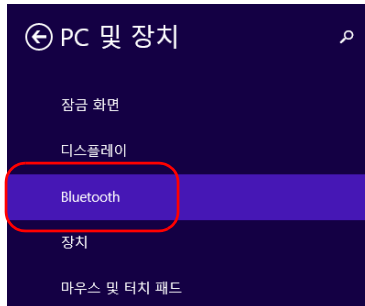 PC 및 장치
잠금 화면
디스플레이
Bluetooth
장치
마우스 및 터치 패드